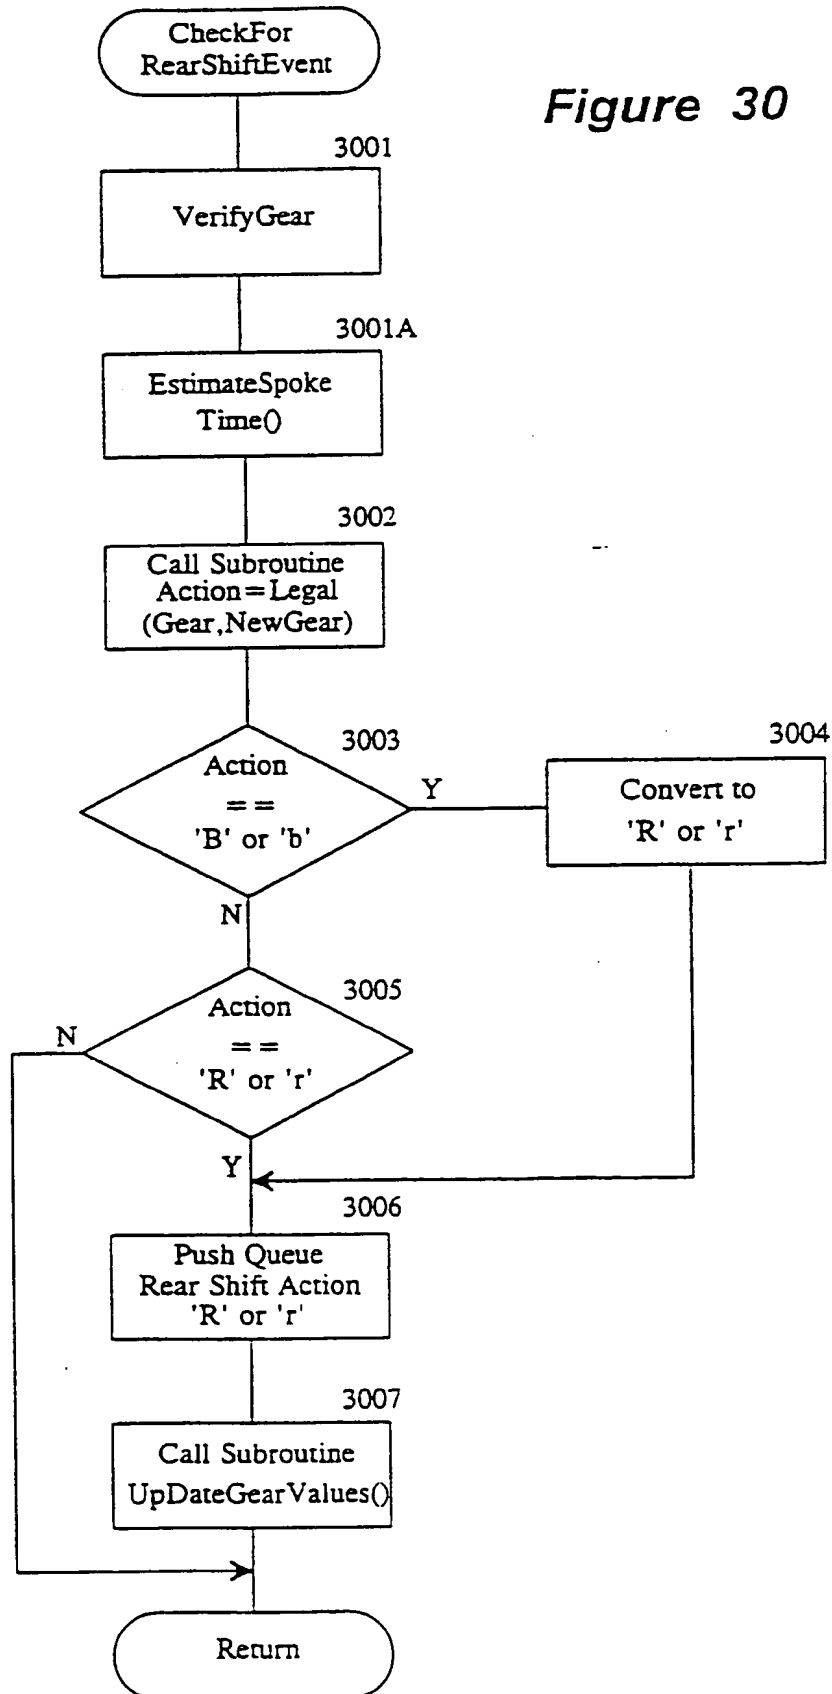 CheckFor
RearShiftEvent
Figure 30
3001
VerifyGear
3001A
EstimateSpoke
Time()
3002
Call Subroutine
Action=Legal
(Gear,NewGear)
3003
Action
==
'B' or 'b'
Y
3004
Convert to
'R' or 'r'
N
3005
Action
==
'R' or 'r'
N
Y
3006
Push Queue
Rear Shift Action
'R' or 'r'
3007
Call Subroutine
UpDateGearValues()
Return